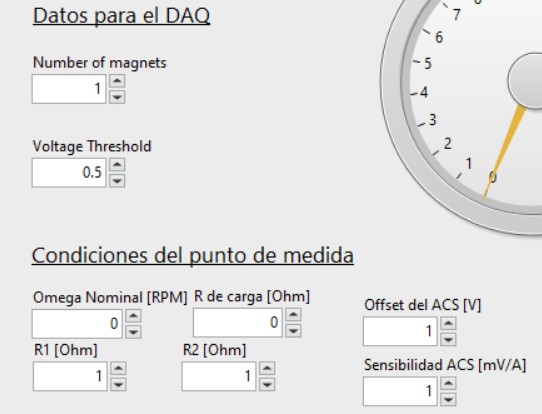 Datos para el DAQ
Number of magnets
1
Voltage Threshold
0.5
7
6
5
4
3
2
1
0
Condiciones del punto de medida
Omega Nominal [RPM] R de carga [Ohm]
0 0
R1 [Ohm] R2 [Ohm]
1 1
Offset del ACS [V]
1
Sensibilidad ACS [mV/A]
1